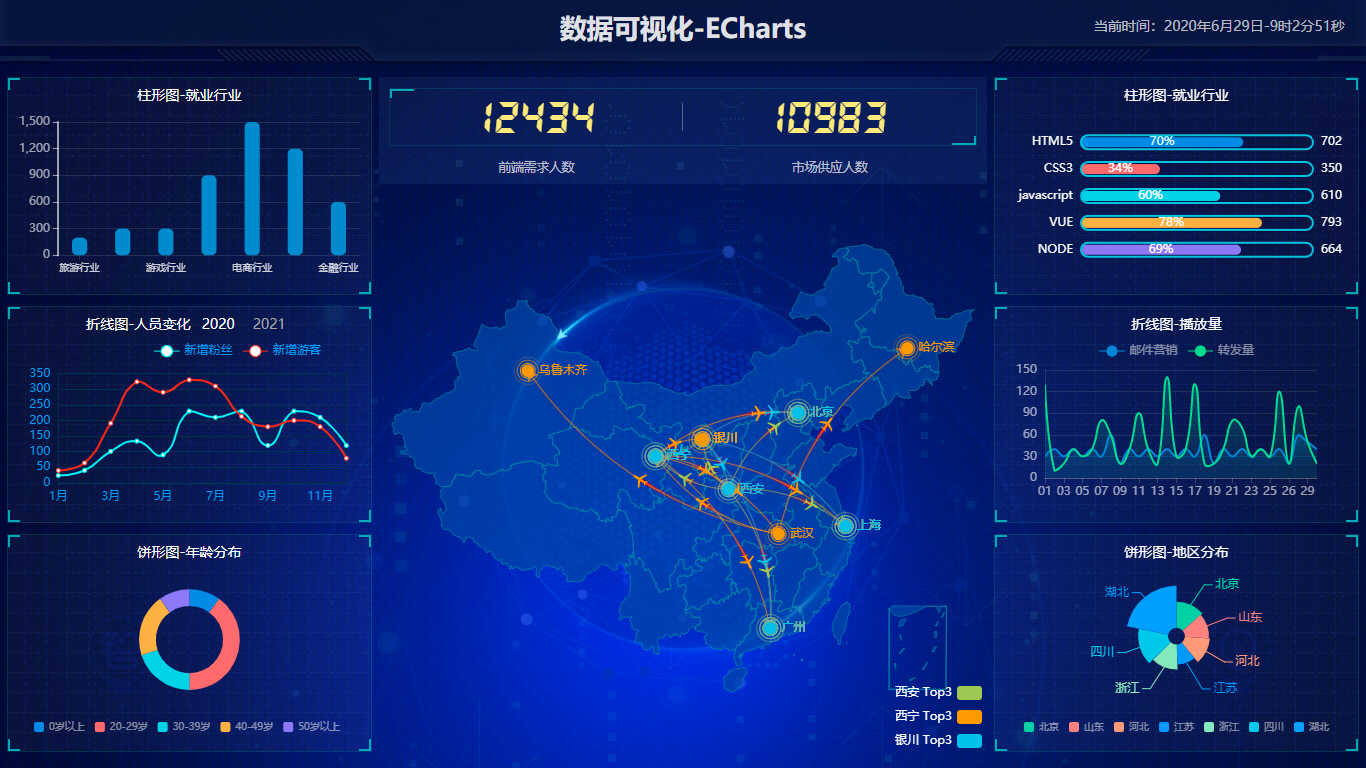 数据可视化-ECharts
当前时间：2020年6月29日-9时2分51秒
柱形图-就业行业
1,500
1,200
900
600
300
0
旅游行业 游戏行业 电商行业 金融行业
折线图-人员变化 2020 2021
新增粉丝 新增游客
350
300
250
200
150
100
50
0
1月 3月 5月 7月 9月 11月
饼形图-年龄分布
0岁以上 20-29岁 30-39岁 40-49岁 50岁以上
12434 10983
前端需求人数 市场供应人数
哈尔滨
乌鲁木齐
北京
银川
西宁
西安
上海
武汉
广州
西安 Top3
西宁 Top3
银川 Top3
柱形图-就业行业
HTML5 70% 702
CSS3 34% 350
javascript 60% 610
VUE 78% 793
NODE 69% 664
折线图-播放量
邮件营销 转发量
150
120
90
60
30
0
01 03 05 07 09 11 13 15 17 19 21 23 25 26 29
饼形图-地区分布
湖北 北京
山东
四川 河北
浙江 江苏
北京 山东 河北 江苏 浙江 四川 湖北